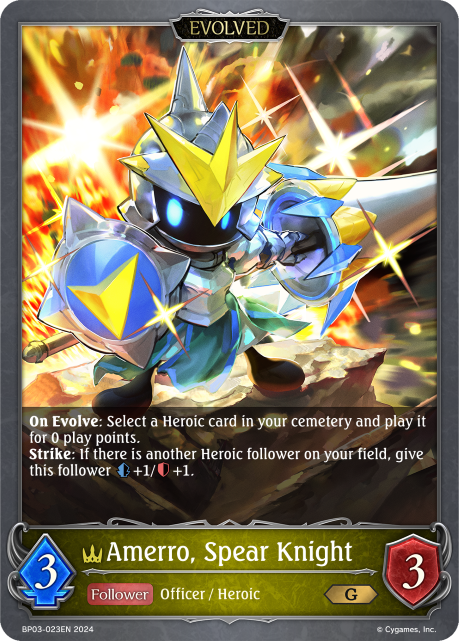 EVOLVED
On Evolve: Select a Heroic card in your cemetery and play it
for 0 play points.
Strike: If there is another Heroic follower on your field, give
this follower +1/+1.
Amerro, Spear Knight
3
Follower Officer / Heroic G
3
BP03-023EN 2024 © Cygames, Inc.